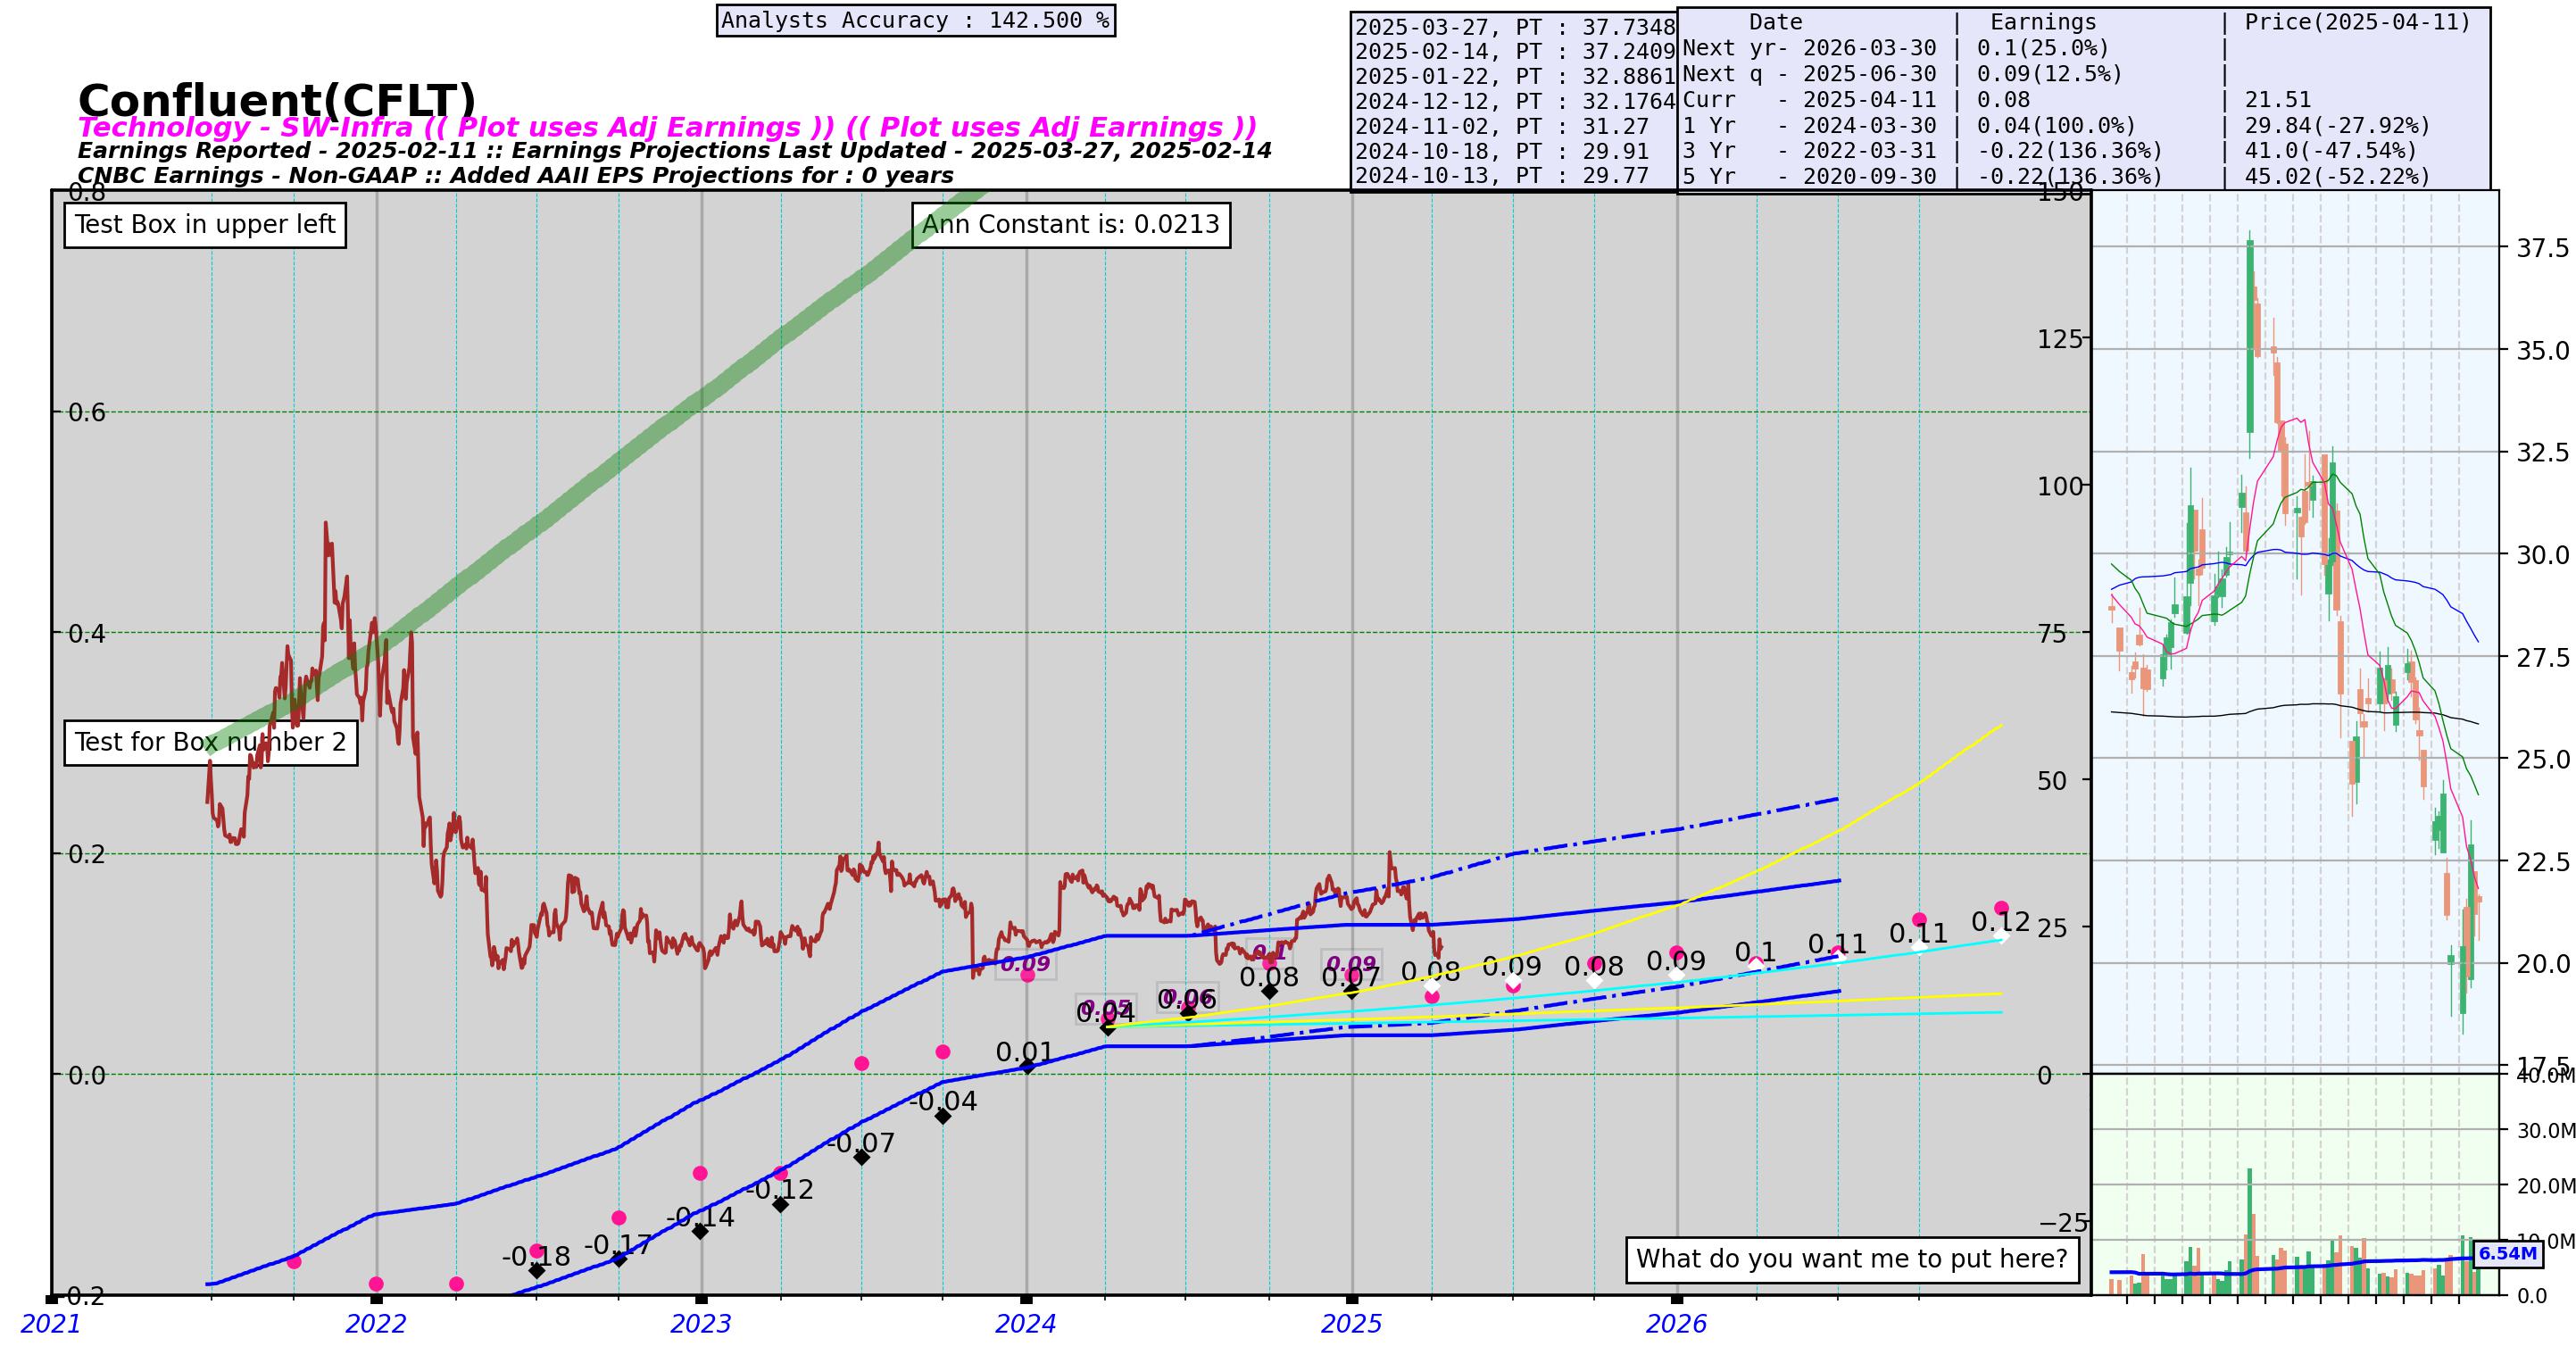 Analysts Accuracy : 142.500 %
2025-03-27, PT : 37.7348
2025-02-14, PT : 37.2409
2025-01-22, PT : 32.8861
2024-12-12, PT : 32.1764
2024-11-02, PT : 31.27
2024-10-18, PT : 29.91
2024-10-13, PT : 29.77
Date | Earnings | Price(2025-04-11)
Next yr- 2026-03-30 | 0.1(25.0%) |
Next q - 2025-06-30 | 0.09(12.5%) |
Curr - 2025-04-11 | 0.08 | 21.51
1 Yr - 2024-03-30 | 0.04(100.0%) | 29.84(-27.92%)
3 Yr - 2022-03-31 | -0.22(136.36%) | 41.0(-47.54%)
5 Yr - 2020-09-30 | -0.22(136.36%) | 45.02(-52.22%)
Confluent(CFLT)
Technology - SW-Infra (( Plot uses Adj Earnings )) (( Plot uses Adj Earnings ))
Earnings Reported - 2025-02-11 :: Earnings Projections Last Updated - 2025-03-27, 2025-02-14
CNBC Earnings - Non-GAAP :: Added AAII EPS Projections for : 0 years
Test Box in upper left
Ann Constant is: 0.0213
Test for Box number 2
What do you want me to put here?
0.8
0.6
0.4
0.2
0.0
-0.2
150
125
100
75
50
25
0
−25
-0.18
-0.17
-0.14
-0.12
-0.07
-0.04
0.01
0.09
0.05
0.04
0.06
0.06
0.1
0.08
0.09
0.07
0.08
0.09
0.08
0.09
0.1
0.11
0.11
0.12
37.5
35.0
32.5
30.0
27.5
25.0
22.5
20.0
17.5
40.0M
30.0M
20.0M
10.0M
6.54M
0.0
2021
2022
2023
2024
2025
2026